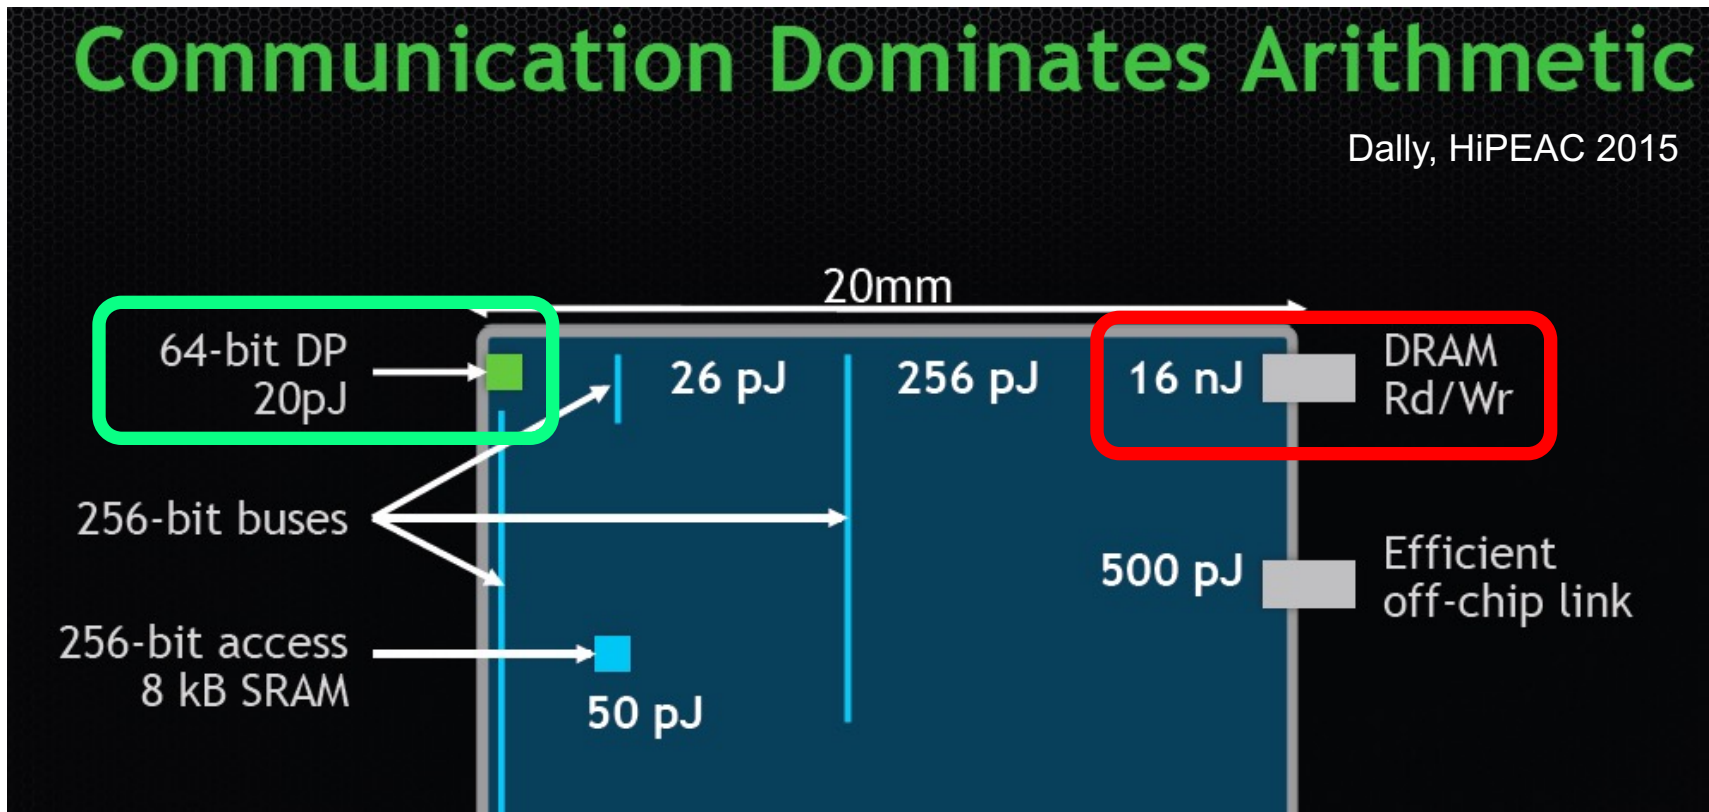 Communication Dominates Arithmetic
Dally, HiPEAC 2015
20mm
64-bit DP
20pJ
26 pJ
256 pJ
16 nJ
DRAM
Rd/Wr
256-bit buses
500 pJ
Efficient
off-chip link
256-bit access
8 kB SRAM
50 pJ